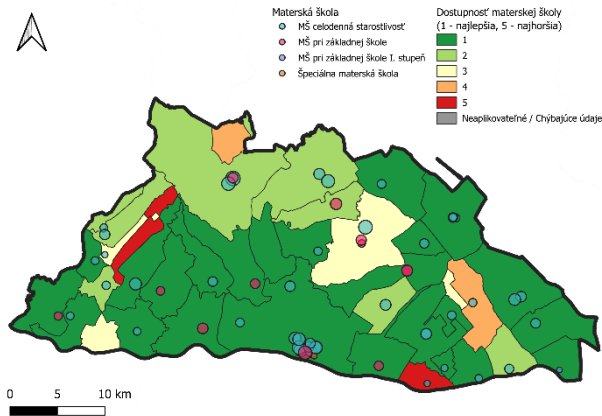 Materská škola
MŠ celodenná starostlivosť
MŠ pri základnej škole
MŠ pri základnej škole I. stupeň
Špeciálna materská škola
Dostupnosť materskej školy
(1 - najlepšia, 5 - najhoršia)
1
2
3
4
5
Neaplikovateľné / Chýbajúce údaje
0 5 10 km